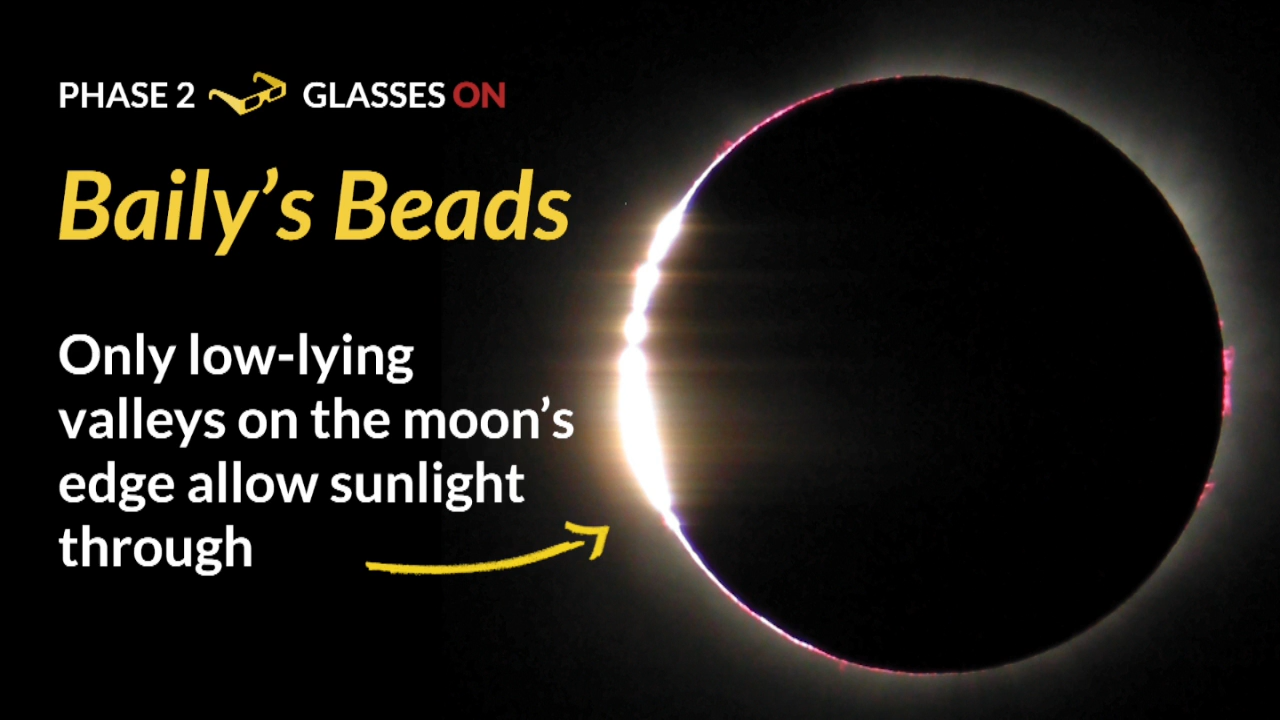 PHASE 2 GLASSES ON
Baily’s Beads
Only low-lying
valleys on the moon’s
edge allow sunlight
through